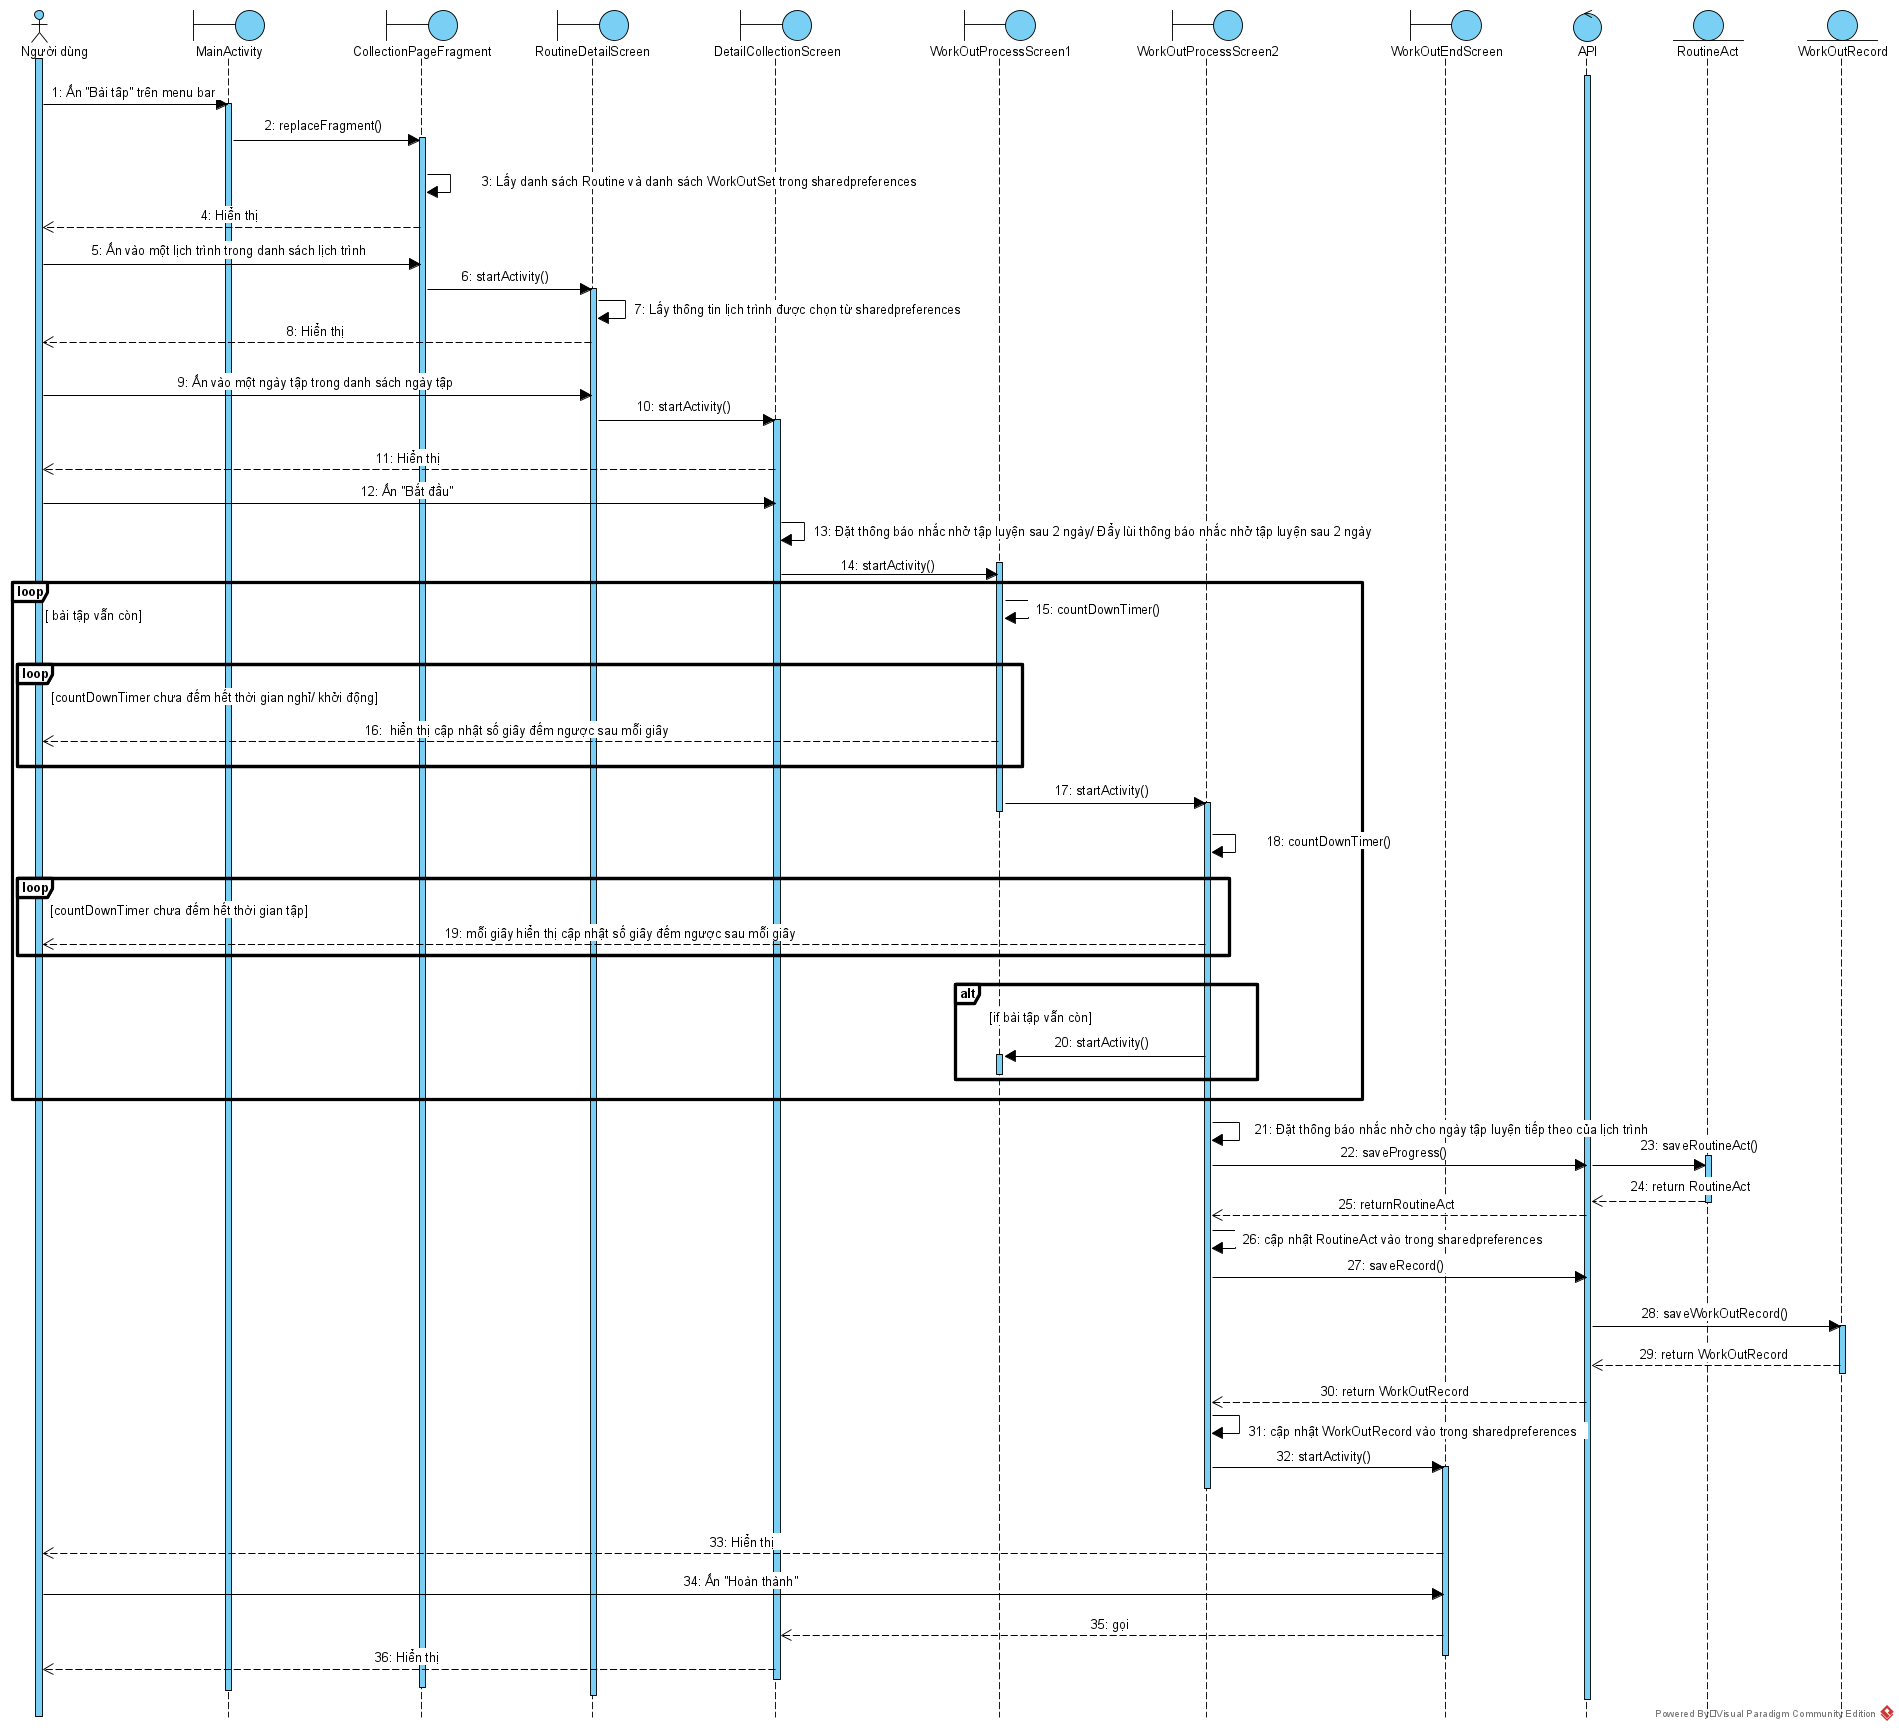 Người dùng
MainActivity
CollectionPageFragment
RoutineDetailScreen
DetailCollectionScreen
WorkOutProcessScreen1
WorkOutProcessScreen2
WorkOutEndScreen
API
RoutineAct
WorkOutRecord
1: Ấn "Bài tập" trên menu bar
2: replaceFragment()
3: Lấy danh sách Routine và danh sách WorkOutSet trong sharedpreferences
4: Hiển thị
5: Ấn vào một lịch trình trong danh sách lịch trình
6: startActivity()
7: Lấy thông tin lịch trình được chọn từ sharedpreferences
8: Hiển thị
9: Ấn vào một ngày tập trong danh sách ngày tập
10: startActivity()
11: Hiển thị
12: Ấn "Bắt đầu"
13: Đặt thông báo nhắc nhở tập luyện sau 2 ngày/ Đẩy lùi thông báo nhắc nhở tập luyện sau 2 ngày
14: startActivity()
loop
[ bài tập vẫn còn]
15: countDownTimer()
loop
[countDownTimer chưa đếm hết thời gian nghỉ/ khởi động]
16:  hiển thị cập nhật số giây đếm ngược sau mỗi giây
17: startActivity()
18: countDownTimer()
loop
[countDownTimer chưa đếm hết thời gian tập]
19: mỗi giây hiển thị cập nhật số giây đếm ngược sau mỗi giây
alt
[if bài tập vẫn còn]
20: startActivity()
21: Đặt thông báo nhắc nhở cho ngày tập luyện tiếp theo của lịch trình
22: saveProgress()
23: saveRoutineAct()
24: return RoutineAct
25: returnRoutineAct
26: cập nhật RoutineAct vào trong sharedpreferences
27: saveRecord()
28: saveWorkOutRecord()
29: return WorkOutRecord
30: return WorkOutRecord
31: cập nhật WorkOutRecord vào trong sharedpreferences
32: startActivity()
33: Hiển thị
34: Ấn "Hoàn thành"
35: gọi
36: Hiển thị
Powered By Visual Paradigm Community Edition